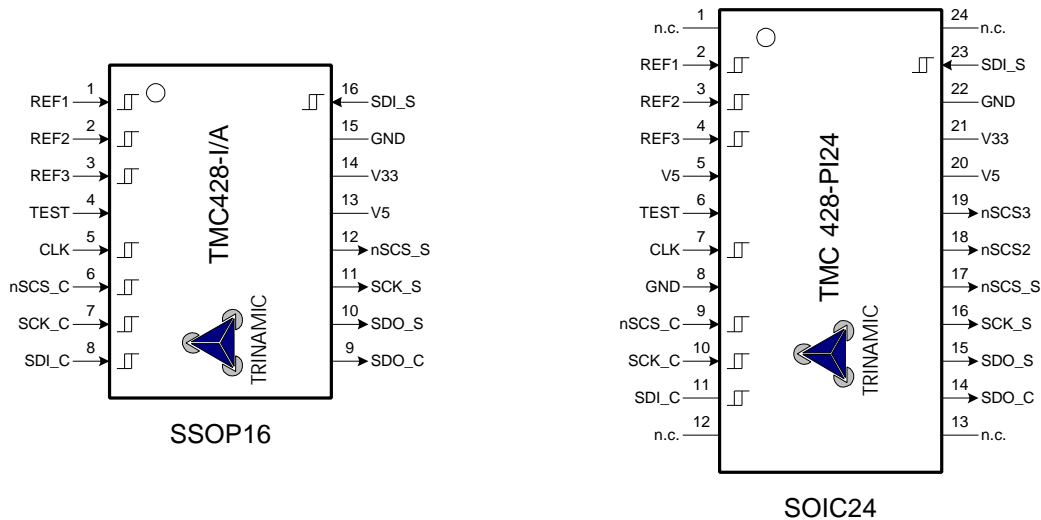 TMC428-I/A
TRINAMIC
REF1 1
REF2 2
REF3 3
TEST 4
CLK 5
nSCS_C 6
SCK_C 7
SDI_C 8
16 SDI_S
15 GND
14 V33
13 V5
12 nSCS_S
11 SCK_S
10 SDO_S
9 SDO_C
SSOP16
TMC 428-PI24
TRINAMIC
n.c. 1
REF1 2
REF2 3
REF3 4
V5 5
TEST 6
CLK 7
GND 8
nSCS_C 9
SCK_C 10
SDI_C 11
n.c. 12
24 n.c.
23 SDI_S
22 GND
21 V33
20 V5
19 nSCS3
18 nSCS2
17 nSCS_S
16 SCK_S
15 SDO_S
14 SDO_C
13 n.c.
SOIC24